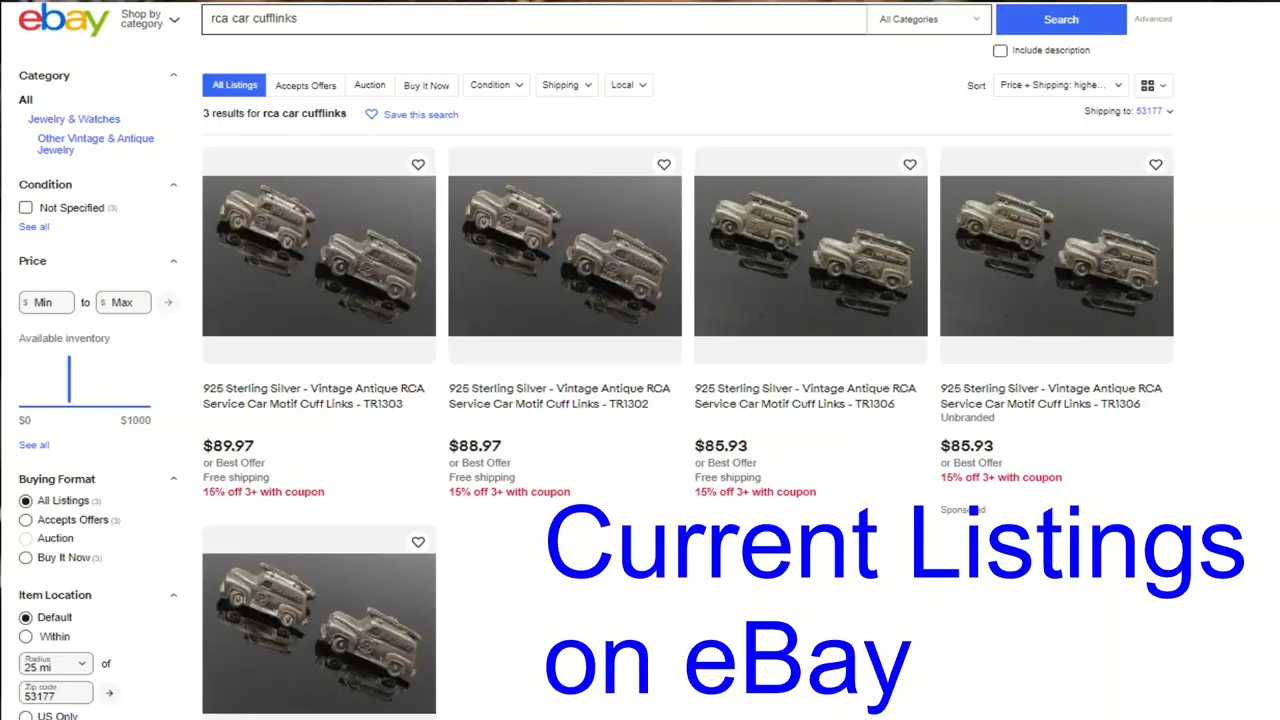 ebay
Shop by
category
rca car cufflinks
All Categories
Search
Advanced
Include description
Category
All
Jewelry & Watches
Other Vintage & Antique
Jewelry
Condition
Not Specified (3)
See all
Price
$ Min to $ Max
Available inventory
$0 $1000
See all
Buying Format
All Listings (3)
Accepts Offers (3)
Auction
Buy It Now (3)
Item Location
Default
Within
Radius
25 mi
of
Zip code
53177
US Only
All Listings Accepts Offers Auction Buy It Now Condition Shipping Local
Sort Price + Shipping: highe...
3 results for rca car cufflinks Save this search
Shipping to: 53177
925 Sterling Silver - Vintage Antique RCA
Service Car Motif Cuff Links - TR1303
$89.97
or Best Offer
Free shipping
15% off 3+ with coupon
925 Sterling Silver - Vintage Antique RCA
Service Car Motif Cuff Links - TR1302
$88.97
or Best Offer
Free shipping
15% off 3+ with coupon
925 Sterling Silver - Vintage Antique RCA
Service Car Motif Cuff Links - TR1306
$85.93
or Best Offer
Free shipping
15% off 3+ with coupon
925 Sterling Silver - Vintage Antique RCA
Service Car Motif Cuff Links - TR1306
Unbranded
$85.93
or Best Offer
15% off 3+ with coupon
Sponsored
Current Listings
on eBay